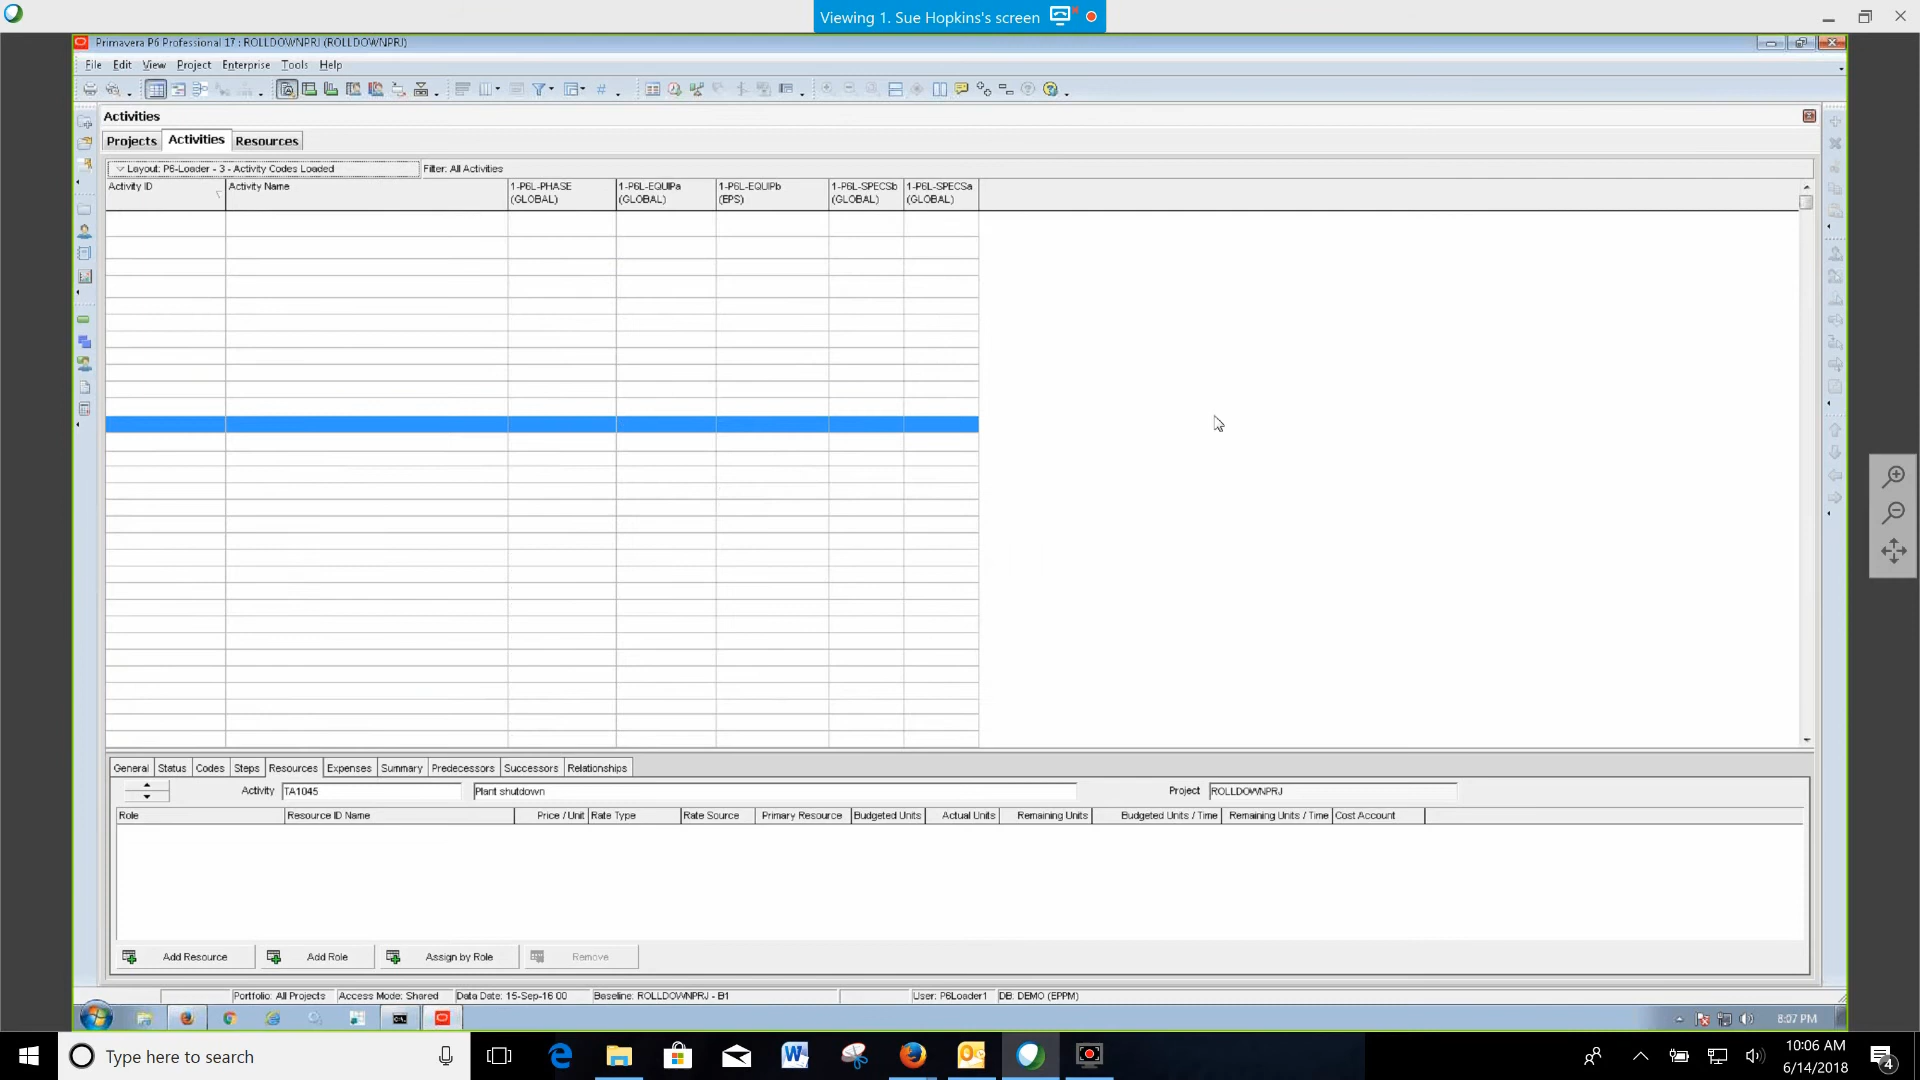 Viewing 1. Sue Hopkins's screen
Primavera P6 Professional 17 : ROLLDOWNPRJ (ROLLDOWNPRJ)
File Edit View Project Enterprise Tools Help
Activities
Projects Activities Resources
Layout: P6-Loader - 3 - Activity Codes Loaded Filter: All Activities
Activity ID Activity Name 1-P6L-PHASE 1-P6L-EQUIPa 1-P6L-EQUIPb 1-P6L-SPECSb 1-P6L-SPECSa
(GLOBAL) (GLOBAL) (EPS) (GLOBAL) (GLOBAL)
General Status Codes Steps Resources Expenses Summary Predecessors Successors Relationships
Activity TA1045 Plant shutdown Project ROLLDOWNPRJ
Role Resource ID Name Price / Unit Rate Type Rate Source Primary Resource Budgeted Units Actual Units Remaining Units Budgeted Units / Time Remaining Units / Time Cost Account
Add Resource Add Role Assign by Role Remove
Portfolio: All Projects Access Mode: Shared Data Date: 15-Sep-16 00 Baseline: ROLLDOWNPRJ - B1 User: P6Loader1 DB: DEMO (EPPM)
8:07 PM
Type here to search
10:06 AM
6/14/2018
4